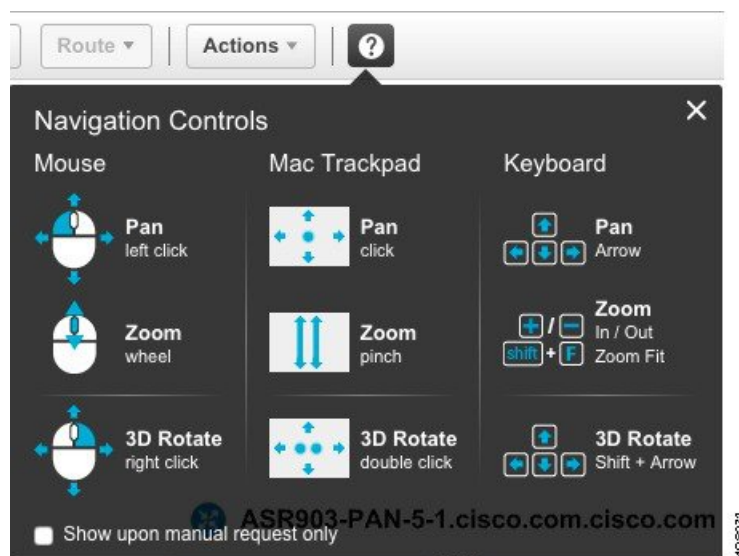 Route
Actions
?
Navigation Controls
Mouse
Mac Trackpad
Keyboard
Pan
left click
Pan
click
Pan
Arrow
Zoom
wheel
Zoom
pinch
+ / −
shift + F
Zoom
In / Out
Zoom Fit
3D Rotate
right click
3D Rotate
double click
3D Rotate
Shift + Arrow
ASR903-PAN-5-1.cisco.com.cisco.com
Show upon manual request only